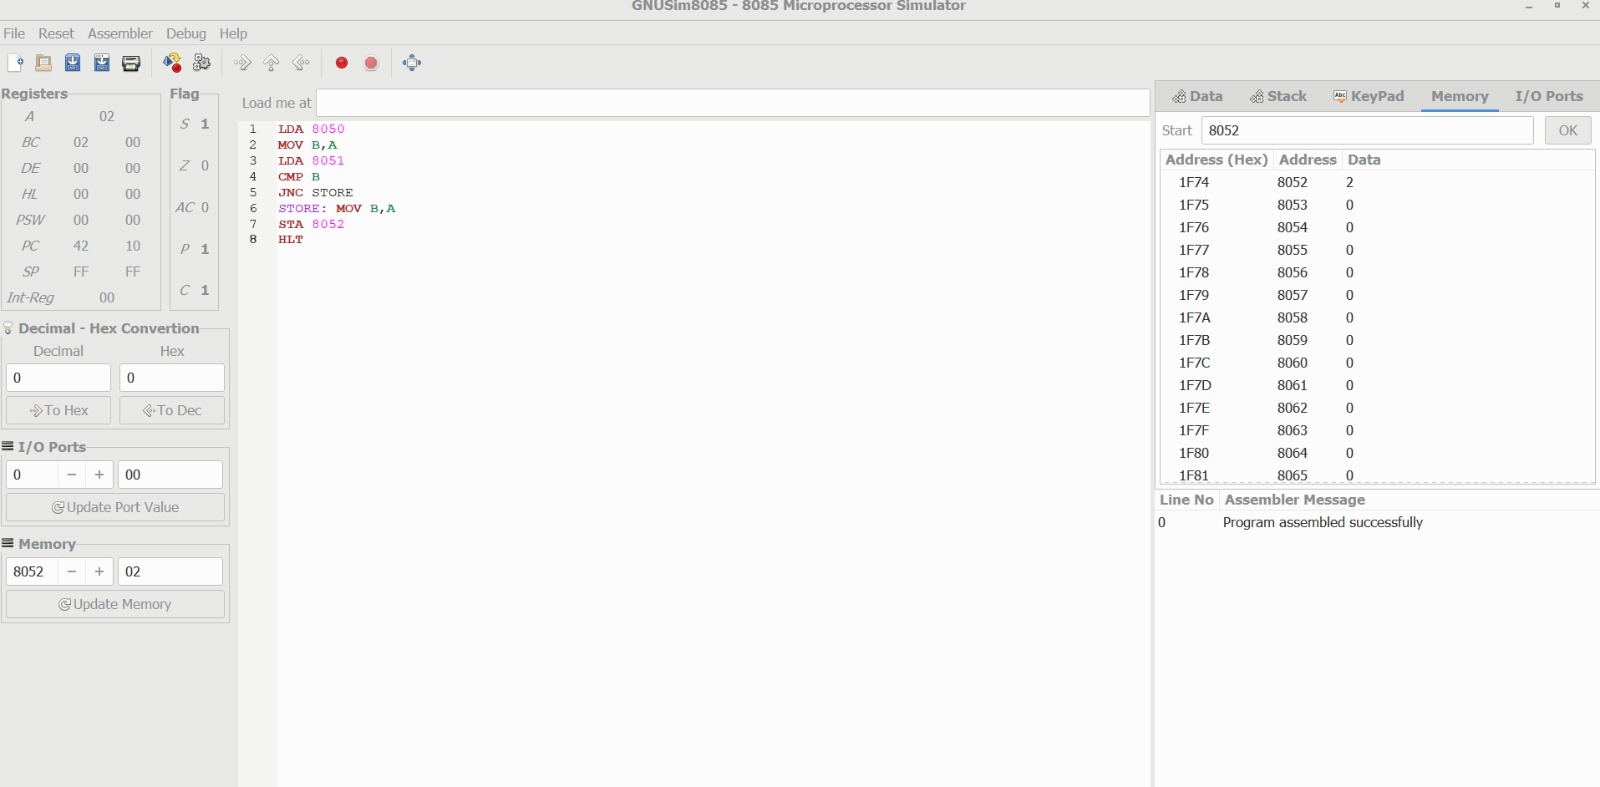 GNUSim8085 - 8085 Microprocessor Simulator
File Reset Assembler Debug Help
Registers
A 02
BC 02 00
DE 00 00
HL 00 00
PSW 00 00
PC 42 10
SP FF FF
Int-Reg 00
Flag
S 1
Z 0
AC 0
P 1
C 1
Decimal - Hex Convertion
Decimal Hex
0 0
To Hex To Dec
I/O Ports
0 - + 00
Update Port Value
Memory
8052 - + 02
Update Memory
Load me at
1 LDA 8050
2 MOV B,A
3 LDA 8051
4 CMP B
5 JNC STORE
6 STORE: MOV B,A
7 STA 8052
8 HLT
Data Stack Abc KeyPad Memory I/O Ports
Start 8052 OK
Address (Hex) Address Data
1F74 8052 2
1F75 8053 0
1F76 8054 0
1F77 8055 0
1F78 8056 0
1F79 8057 0
1F7A 8058 0
1F7B 8059 0
1F7C 8060 0
1F7D 8061 0
1F7E 8062 0
1F7F 8063 0
1F80 8064 0
1F81 8065 0
Line No Assembler Message
0 Program assembled successfully